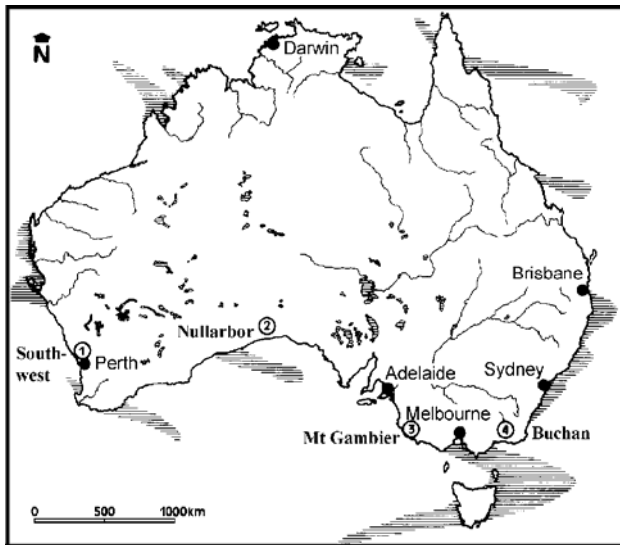 N
Darwin
Brisbane
Nullarbor
2
South-
west
1
Perth
Adelaide
Sydney
Melbourne
Mt Gambier
3
4
Buchan
0 500 1000km